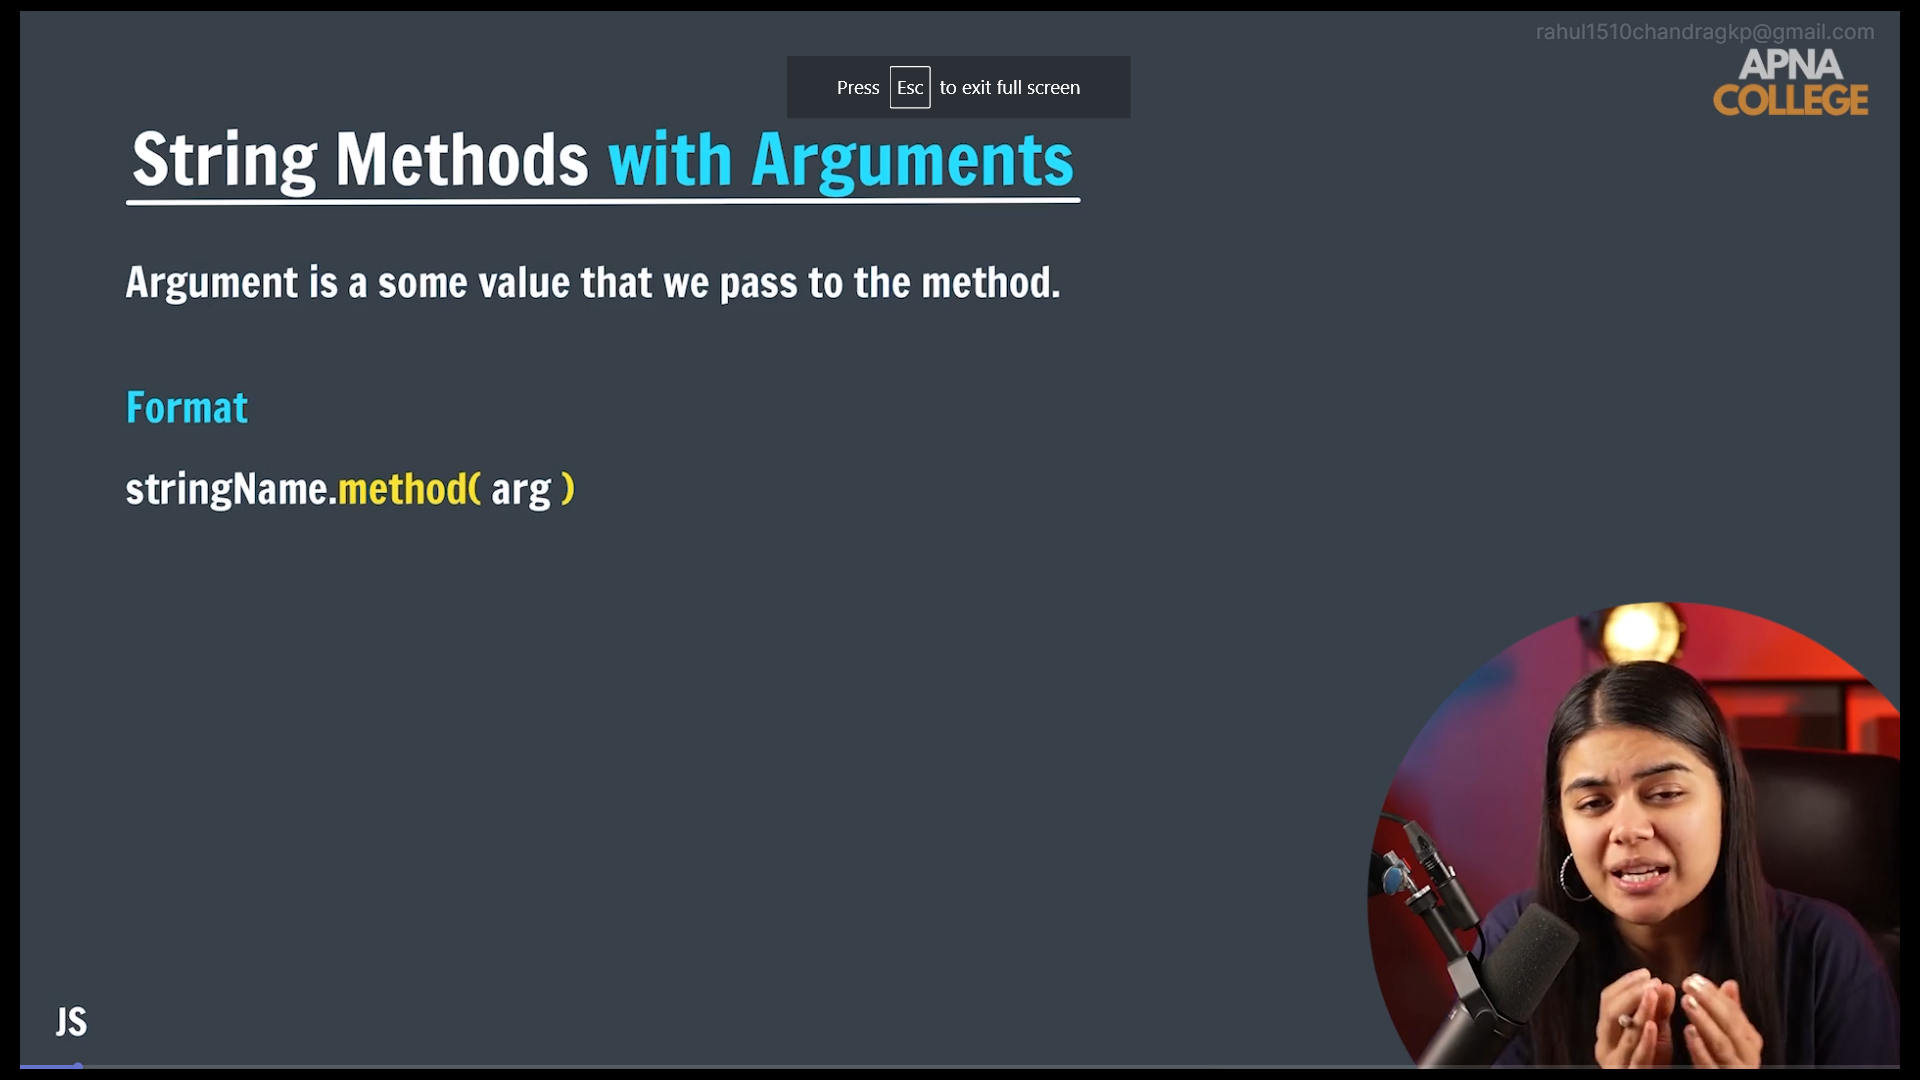 rahul1510chandragkp@gmail.com
APNA
COLLEGE
Press Esc to exit full screen
String Methods with Arguments
Argument is a some value that we pass to the method.
Format
stringName.method( arg )
JS